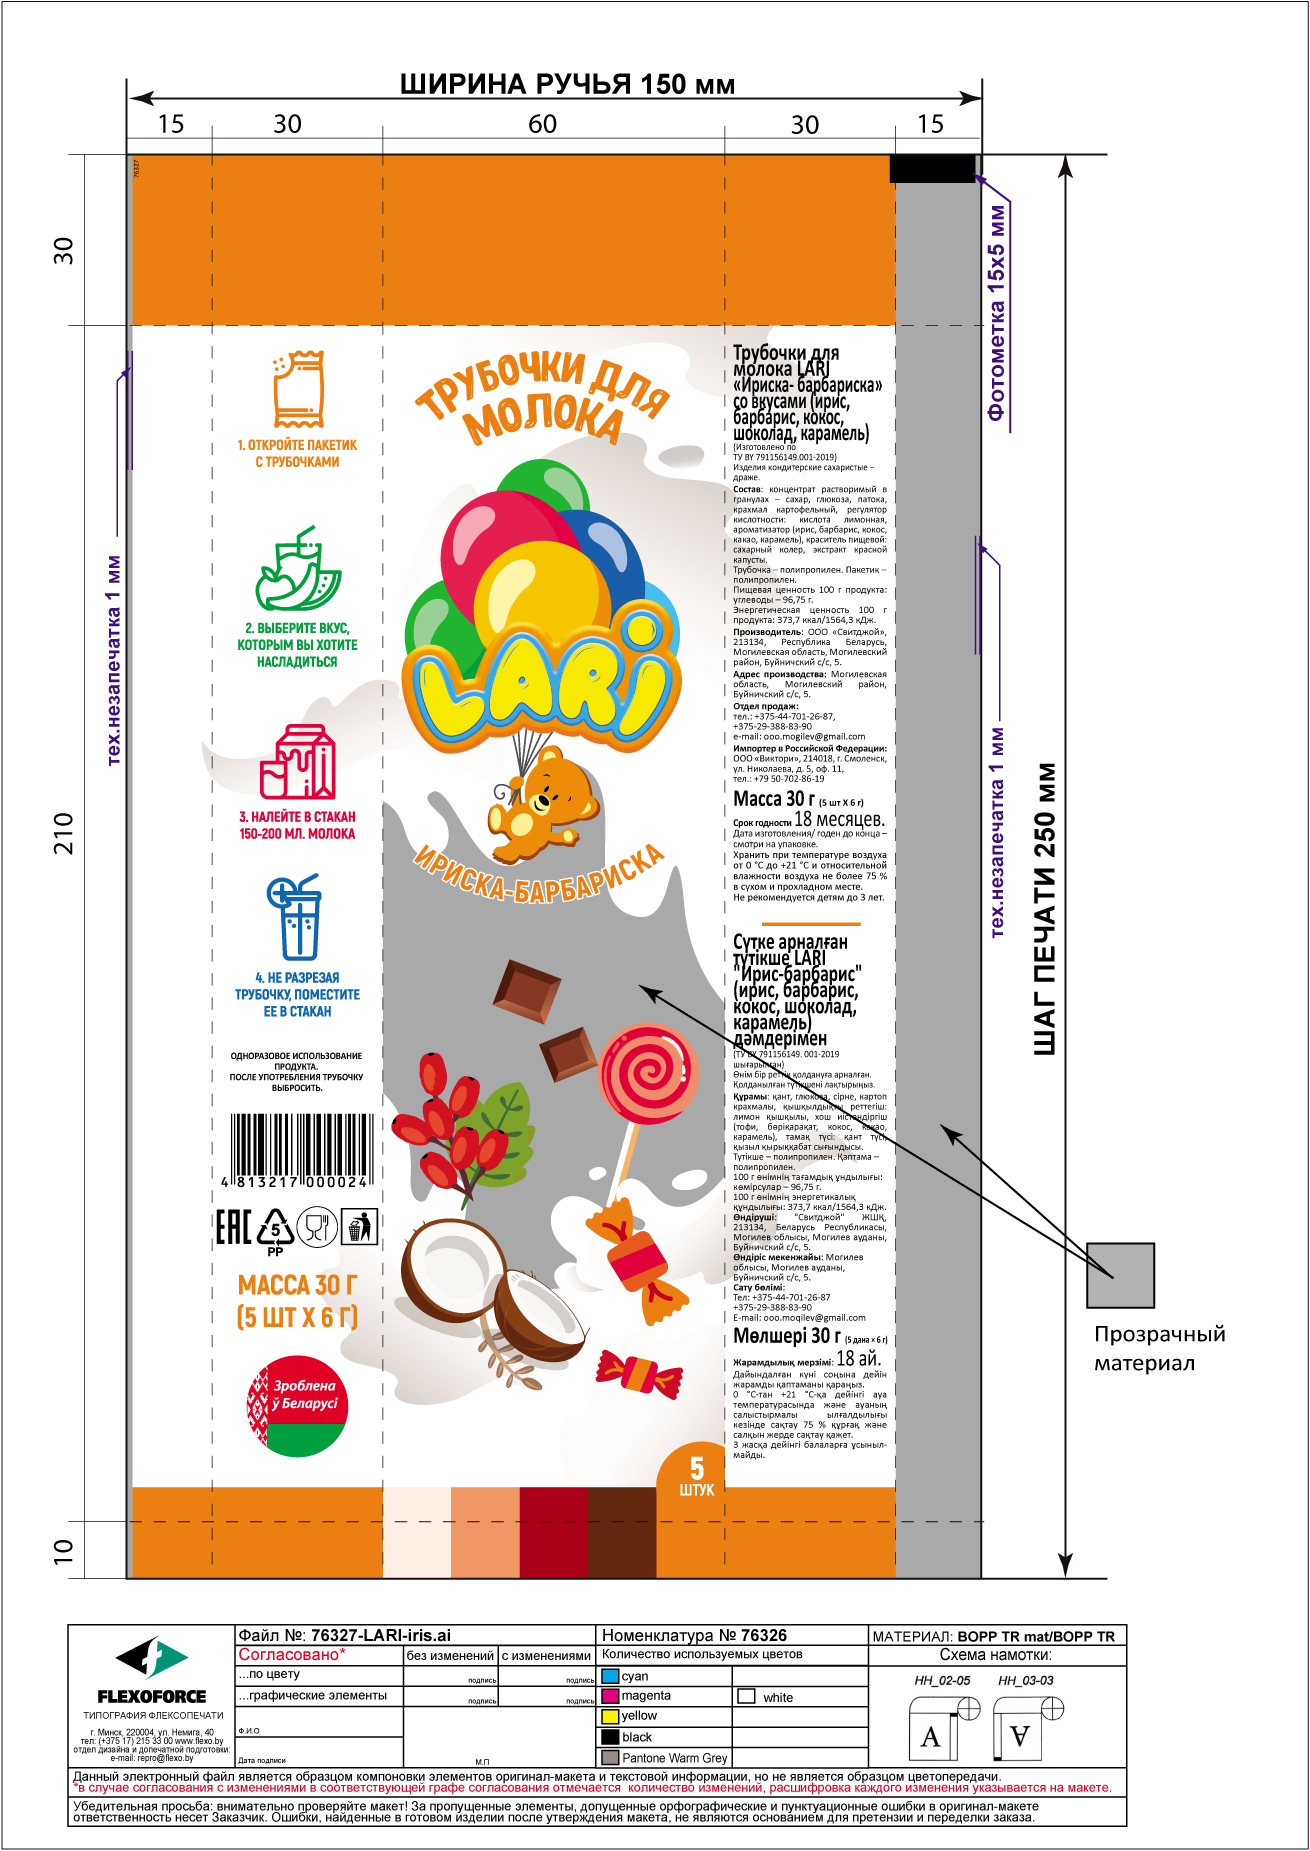 ШИРИНА РУЧЬЯ 150 мм
15
30
60
30
15
76327
30
210
10
тех.незапечатка 1 мм
Фотометка 15x5 мм
тех.незапечатка 1 мм
ШАГ ПЕЧАТИ 250 мм
Прозрачный
материал
1. ОТКРОЙТЕ ПАКЕТИК
С ТРУБОЧКАМИ
2. ВЫБЕРИТЕ ВКУС,
КОТОРЫМ ВЫ ХОТИТЕ
НАСЛАДИТЬСЯ
3. НАЛЕЙТЕ В СТАКАН
150-200 МЛ. МОЛОКА
4. НЕ РАЗРЕЗАЯ
ТРУБОЧКУ, ПОМЕСТИТЕ
ЕЕ В СТАКАН
ОДНОРАЗОВОЕ ИСПОЛЬЗОВАНИЕ
ПРОДУКТА.
ПОСЛЕ УПОТРЕБЛЕНИЯ ТРУБОЧКУ
ВЫБРОСИТЬ.
4 813217 000024
EAC
5
PP
МАССА 30 Г
(5 ШТ Х 6 Г)
Зроблена
ў Беларусі
ТРУБОЧКИ ДЛЯ
МОЛОКА
LARI
ИРИСКА-БАРБАРИСКА
5
ШТУК
Трубочки для
молока LARI
«Ириска- барбариска»
со вкусами (ирис,
барбарис, кокос,
шоколад, карамель)
(Изготовлено по
ТУ BY 791156149.001-2019)
Изделия кондитерские сахаристые –
драже.
Состав: концентрат растворимый в
гранулах – сахар, глюкоза, патока,
крахмал картофельный, регулятор
кислотности: кислота лимонная,
ароматизатор (ирис, барбарис, кокос,
какао, карамель), краситель пищевой:
сахарный колер, экстракт красной
капусты.
Трубочка – полипропилен. Пакетик –
полипропилен.
Пищевая ценность 100 г продукта:
углеводы – 96,75 г.
Энергетическая ценность 100 г
продукта: 373,7 ккал/1564,3 кДж.
Производитель: ООО «Свитджой»,
213134, Республика Беларусь,
Могилевская область, Могилевский
район, Буйничский с/с, 5.
Адрес производства: Могилевская
область, Могилевский район,
Буйничский с/с, 5.
Отдел продаж:
тел.: +375-44-701-26-87,
+375-29-388-83-90
e-mail: ooo.mogilev@gmail.com
Импортер в Российской Федерации:
ООО «Виктори», 214018, г. Смоленск,
ул. Николаева, д. 5, оф. 11,
тел.: +79 50-702-86-19
Масса 30 г (5 шт X 6 г)
Срок годности 18 месяцев.
Дата изготовления/ годен до конца –
смотри на упаковке.
Хранить при температуре воздуха
от 0 °C до +21 °C и относительной
влажности воздуха не более 75 %
в сухом и прохладном месте.
Не рекомендуется детям до 3 лет.
Сүтке арналған
түтікше LARI
"Ирис-барбарис"
(ирис, барбарис,
кокос, шоколад,
карамель)
дәмдерімен
(ТУ BY 791156149. 001-2019
шығарылған)
Өнім бір реттік қолдануға арналған.
Қолданылған түтікшені лақтырыңыз.
Құрамы: қант, глюкоза, сірне, картоп
крахмалы, қышқылдықты реттегіш:
лимон қышқылы, хош иістендіргіш
(тофи, бөріқарақат, кокос, какао,
карамель), тамақ түсі: қант түсі,
қызыл қырыққабат сығындысы.
Түтікше – полипропилен. Қаптама –
полипропилен.
100 г өнімнің тағамдық ұндылығы:
көмірсулар – 96,75 г.
100 г өнімнің энергетикалық
құндылығы: 373,7 ккал/1564,3 кДж.
Өндіруші: "Свитджой" ЖШҚ,
213134, Беларусь Республикасы,
Могилев облысы, Могилев ауданы,
Буйничский с/с, 5.
Өндіріс мекенжайы: Могилев
облысы, Могилев ауданы,
Буйничский с/с, 5.
Сату бөлімі:
Тел: +375-44-701-26-87
+375-29-388-83-90
E-mail: ooo.moqilev@gmail.com
Мөлшері 30 г (5 дана × 6 г)
Жарамдылық мерзімі: 18 ай.
Дайындалған күні соңына дейін
жарамды қаптаманы қараңыз.
0 °C-тан +21 °C-қа дейінгі ауа
температурасында және ауаның
салыстырмалы ылғалдылығы
кезінде сақтау 75 % құрғақ және
салқын жерде сақтау қажет.
3 жасқа дейінгі балаларға ұсыныл-
майды.
FLEXOFORCE
ТИПОГРАФИЯ ФЛЕКСОПЕЧАТИ
г. Минск, 220004, ул. Немига, 40
тел: (+375 17) 215 33 00 www.flexo.by
отдел дизайна и допечатной подготовки:
e-mail: repro@flexo.by
Файл №: 76327-LARI-iris.ai
Согласовано*
без изменений
с изменениями
...по цвету
подпись
подпись
...графические элементы
подпись
подпись
Ф.И.О
Дата подписи
М.П
Номенклатура № 76326
Количество используемых цветов
cyan
magenta
white
yellow
black
Pantone Warm Grey
МАТЕРИАЛ: BOPP TR mat/BOPP TR
Схема намотки:
НН_02-05
НН_03-03
A
A
Данный электронный файл является образцом компоновки элементов оригинал-макета и текстовой информации, но не является образцом цветопередачи.
*в случае согласования с изменениями в соответствующей графе согласования отмечается количество изменений, расшифровка каждого изменения указывается на макете.
Убедительная просьба: внимательно проверяйте макет! За пропущенные элементы, допущенные орфографические и пунктуационные ошибки в оригинал-макете
ответственность несет Заказчик. Ошибки, найденные в готовом изделии после утверждения макета, не являются основанием для претензии и переделки заказа.